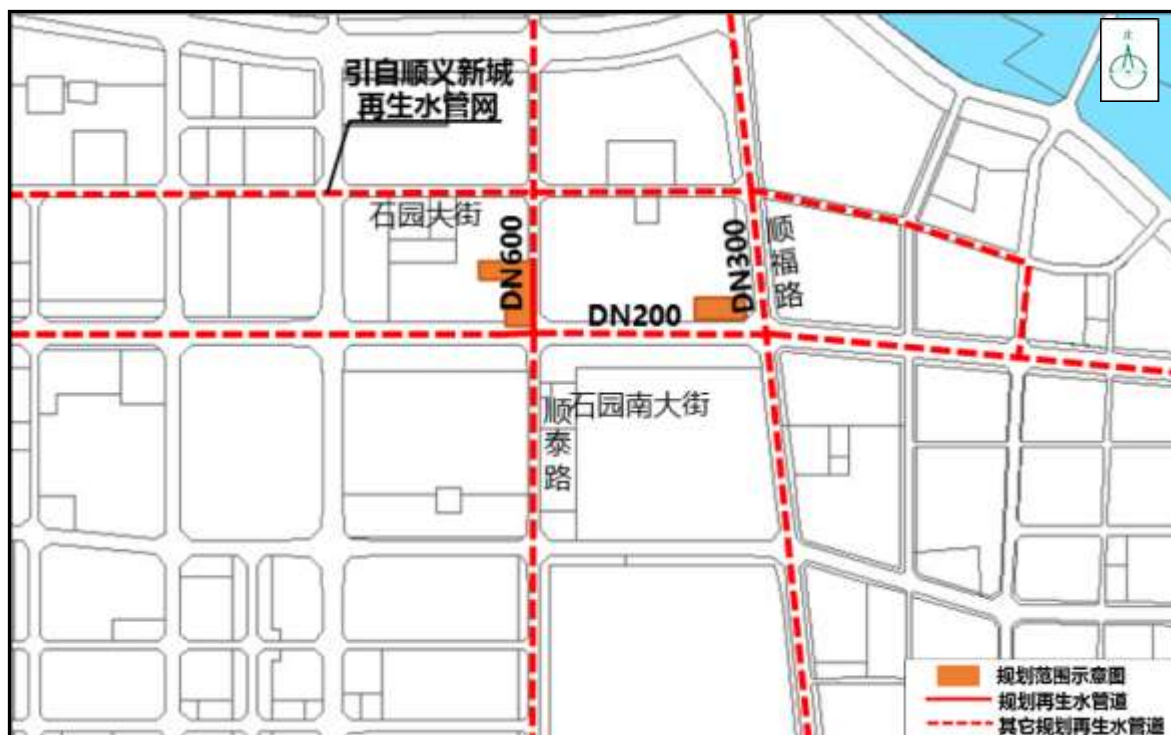 北
引自顺义新城
再生水管网
石园大街
DN600
DN300
顺福路
DN200
石园南大街
顺泰路
规划范围示意图
规划再生水管道
其它规划再生水管道